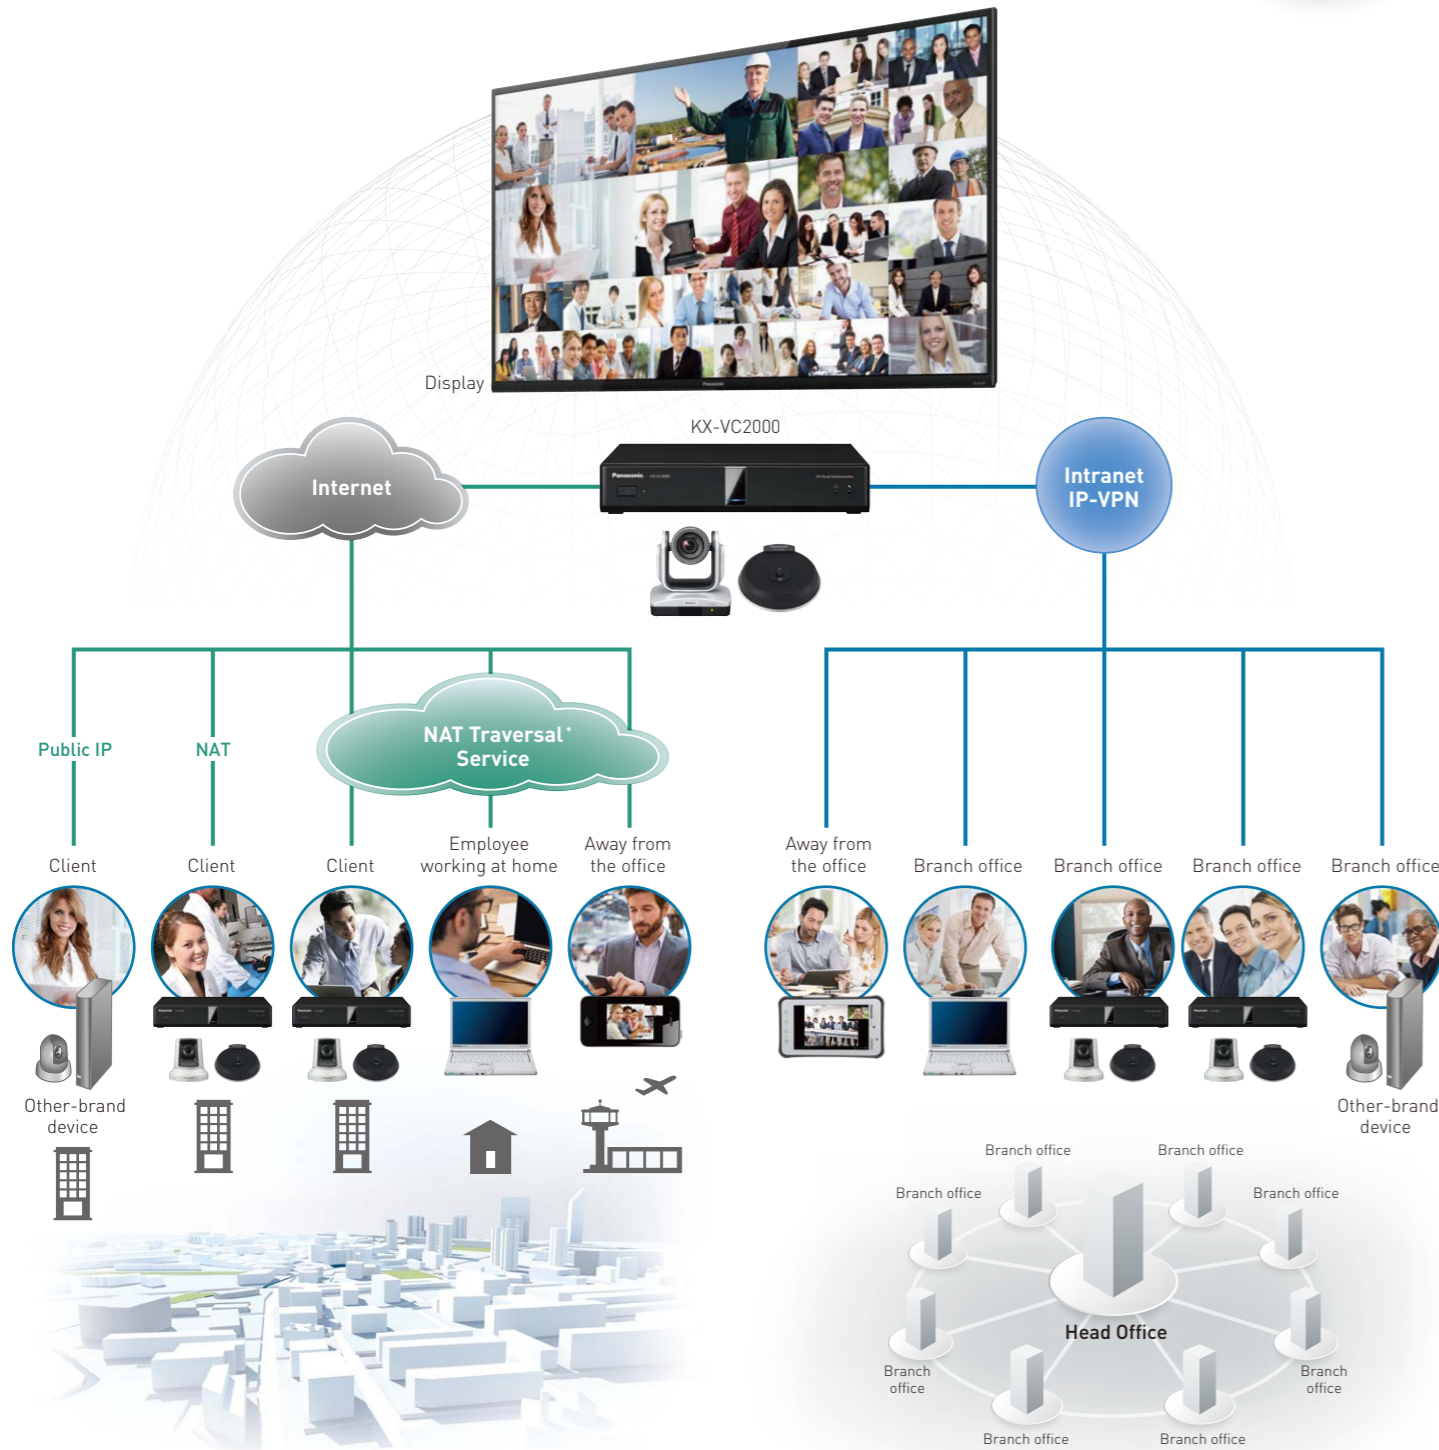 Display
Panasonic
KX-VC2000
Panasonic
Internet
Intranet
IP-VPN
NAT Traversal*
Service
Public IP
NAT
Client
Client
Client
Employee
working at home
Away from
the office
Away from
the office
Branch office
Branch office
Branch office
Branch office
Other-brand
device
Other-brand
device
Branch office
Branch office
Branch office
Branch office
Head Office
Branch
office
Branch
office
Branch office
Branch office